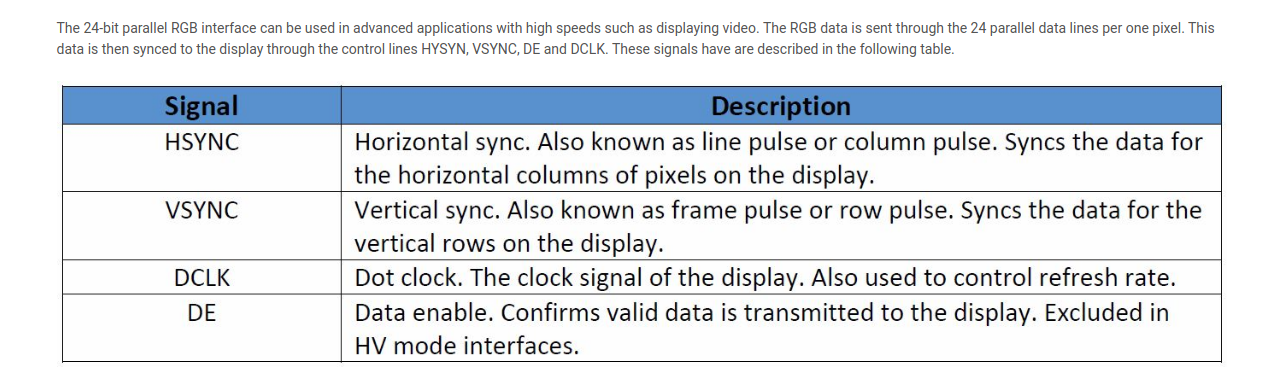 The 24-bit parallel RGB interface can be used in advanced applications with high speeds such as displaying video. The RGB data is sent through the 24 parallel data lines per one pixel. This
data is then synced to the display through the control lines HYSYN, VSYNC, DE and DCLK. These signals have are described in the following table.
Signal Description
HSYNC Horizontal sync. Also known as line pulse or column pulse. Syncs the data for
the horizontal columns of pixels on the display.
VSYNC Vertical sync. Also known as frame pulse or row pulse. Syncs the data for the
vertical rows on the display.
DCLK Dot clock. The clock signal of the display. Also used to control refresh rate.
DE Data enable. Confirms valid data is transmitted to the display. Excluded in
HV mode interfaces.